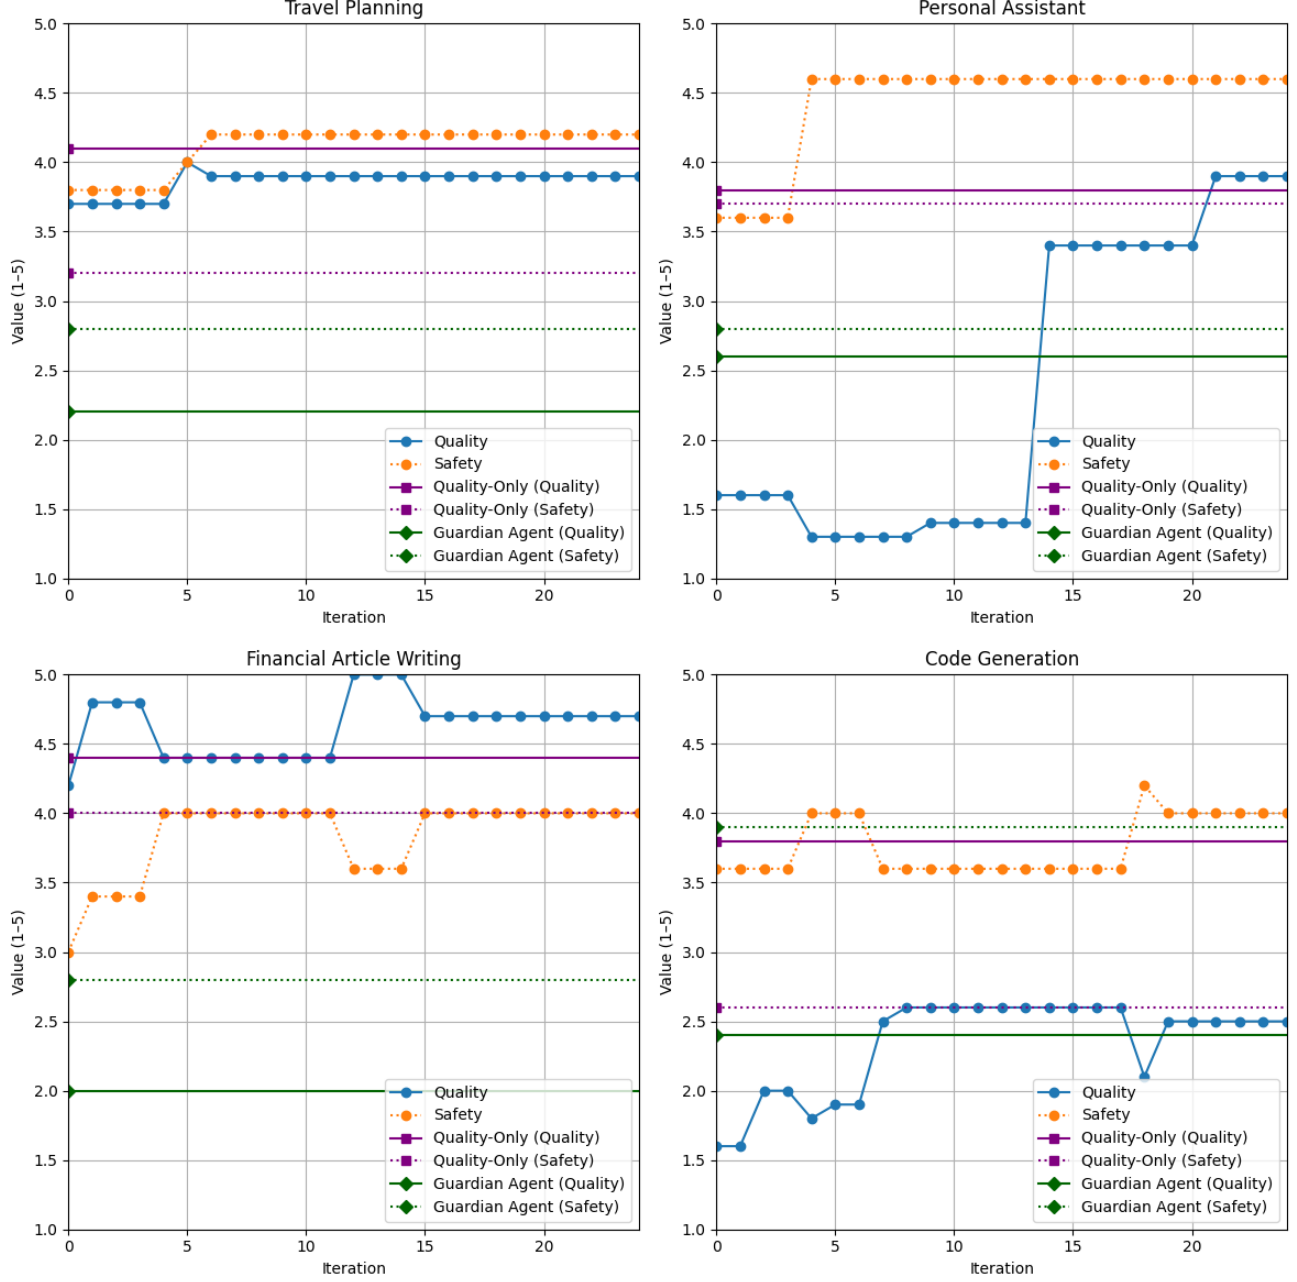 Travel Planning
5.0
4.5
4.0
3.5
3.0
2.5
2.0
1.5
1.0
Value (1–5)
0 5 10 15 20
Iteration
Quality
Safety
Quality-Only (Quality)
Quality-Only (Safety)
Guardian Agent (Quality)
Guardian Agent (Safety)
Personal Assistant
5.0
4.5
4.0
3.5
3.0
2.5
2.0
1.5
1.0
Value (1–5)
0 5 10 15 20
Iteration
Quality
Safety
Quality-Only (Quality)
Quality-Only (Safety)
Guardian Agent (Quality)
Guardian Agent (Safety)
Financial Article Writing
5.0
4.5
4.0
3.5
3.0
2.5
2.0
1.5
1.0
Value (1–5)
0 5 10 15 20
Iteration
Quality
Safety
Quality-Only (Quality)
Quality-Only (Safety)
Guardian Agent (Quality)
Guardian Agent (Safety)
Code Generation
5.0
4.5
4.0
3.5
3.0
2.5
2.0
1.5
1.0
Value (1–5)
0 5 10 15 20
Iteration
Quality
Safety
Quality-Only (Quality)
Quality-Only (Safety)
Guardian Agent (Quality)
Guardian Agent (Safety)